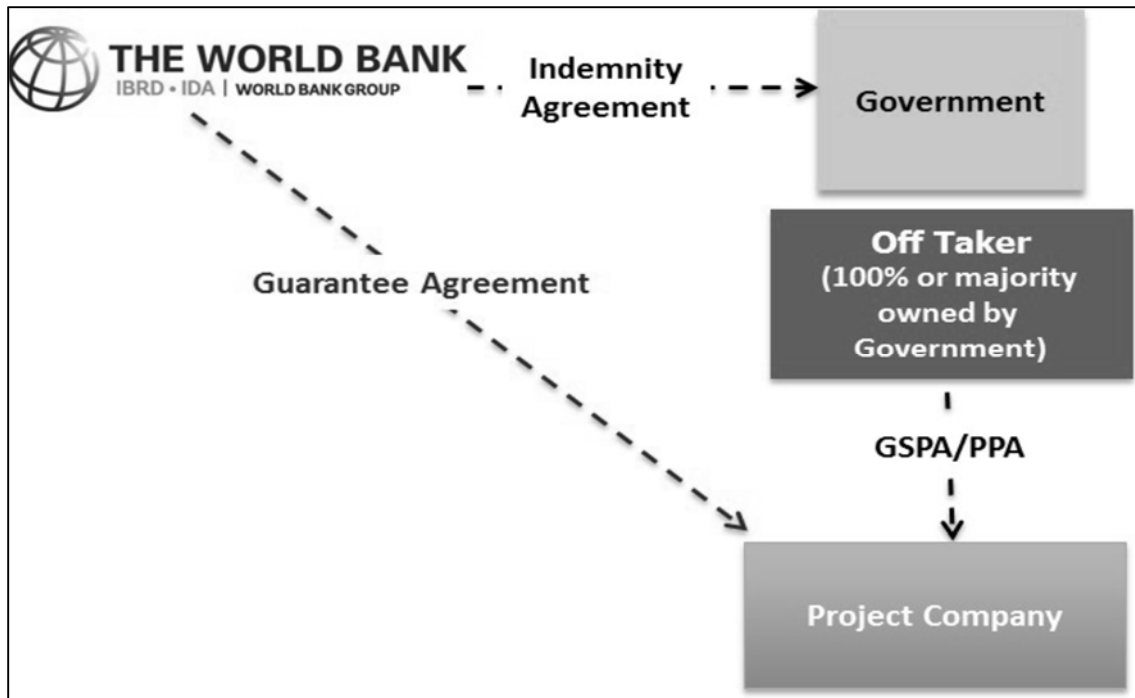 THE WORLD BANK
IBRD • IDA | WORLD BANK GROUP
Indemnity
Agreement
Government
Off Taker
(100% or majority
owned by
Government)
Guarantee Agreement
GSPA/PPA
Project Company